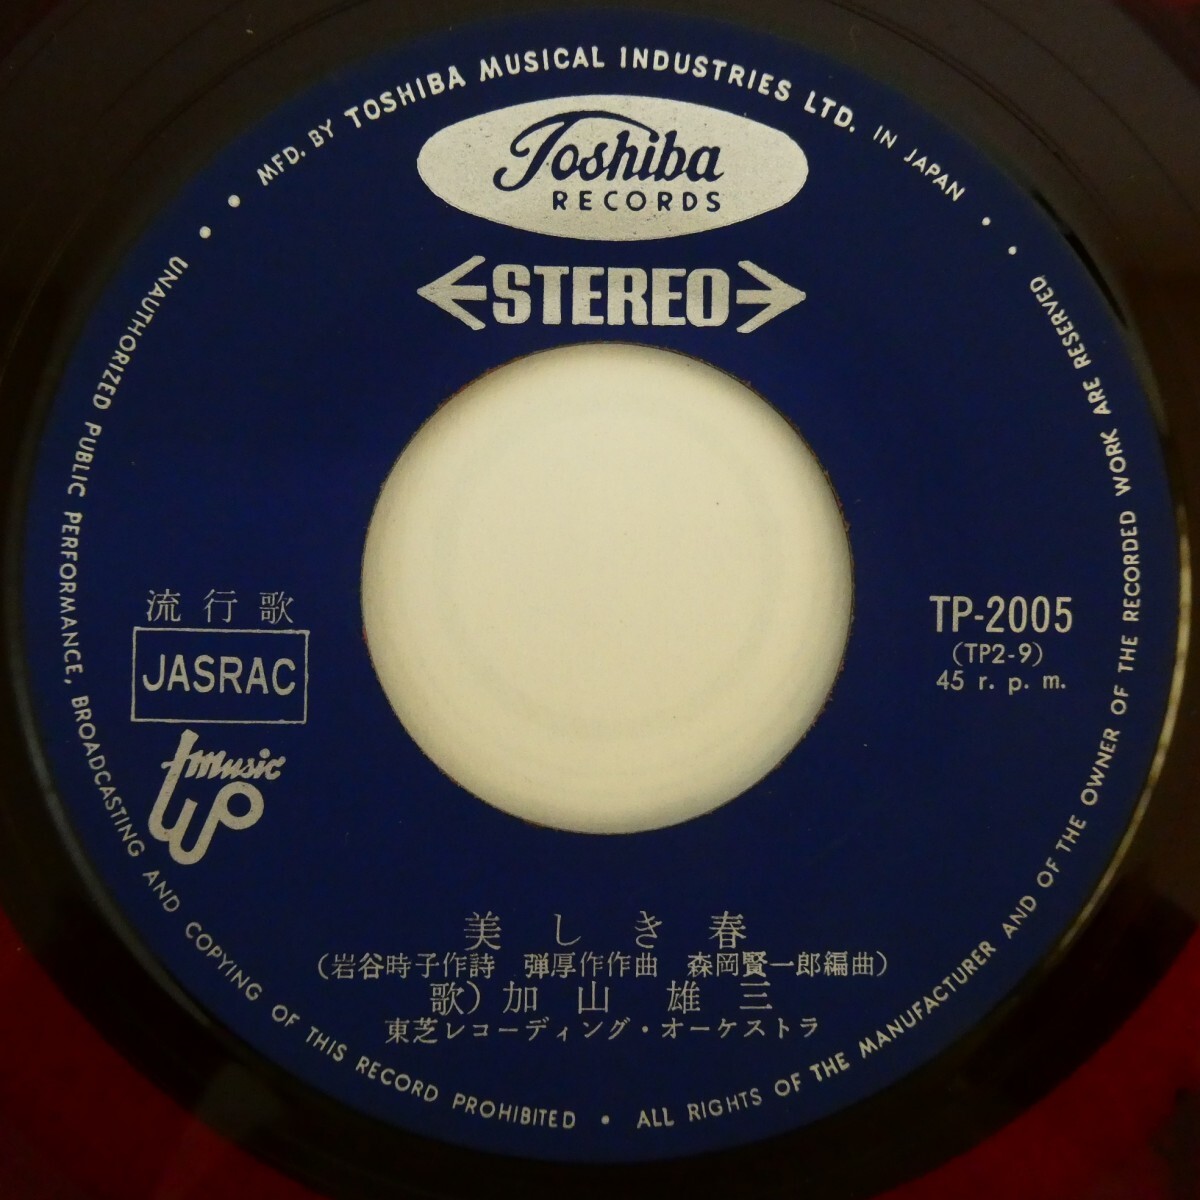 MFD. BY TOSHIBA MUSICAL INDUSTRIES LTD. IN JAPAN •
Toshiba
RECORDS
STEREO
流行歌
JASRAC
music
UP
TP-2005
(TP2-9)
45 r. p. m.
美しき春
(岩谷時子作詩 弾厚作作曲 森岡賢一郎編曲)
歌)加山 雄三
東芝レコーディング・オーケストラ
• UNAUTHORIZED PUBLIC PERFORMANCE, BROADCASTING AND COPYING OF THIS RECORD PROHIBITED • ALL RIGHTS OF THE MANUFACTURER AND OF THE OWNER OF THE RECORDED WORK ARE RESERVED. •